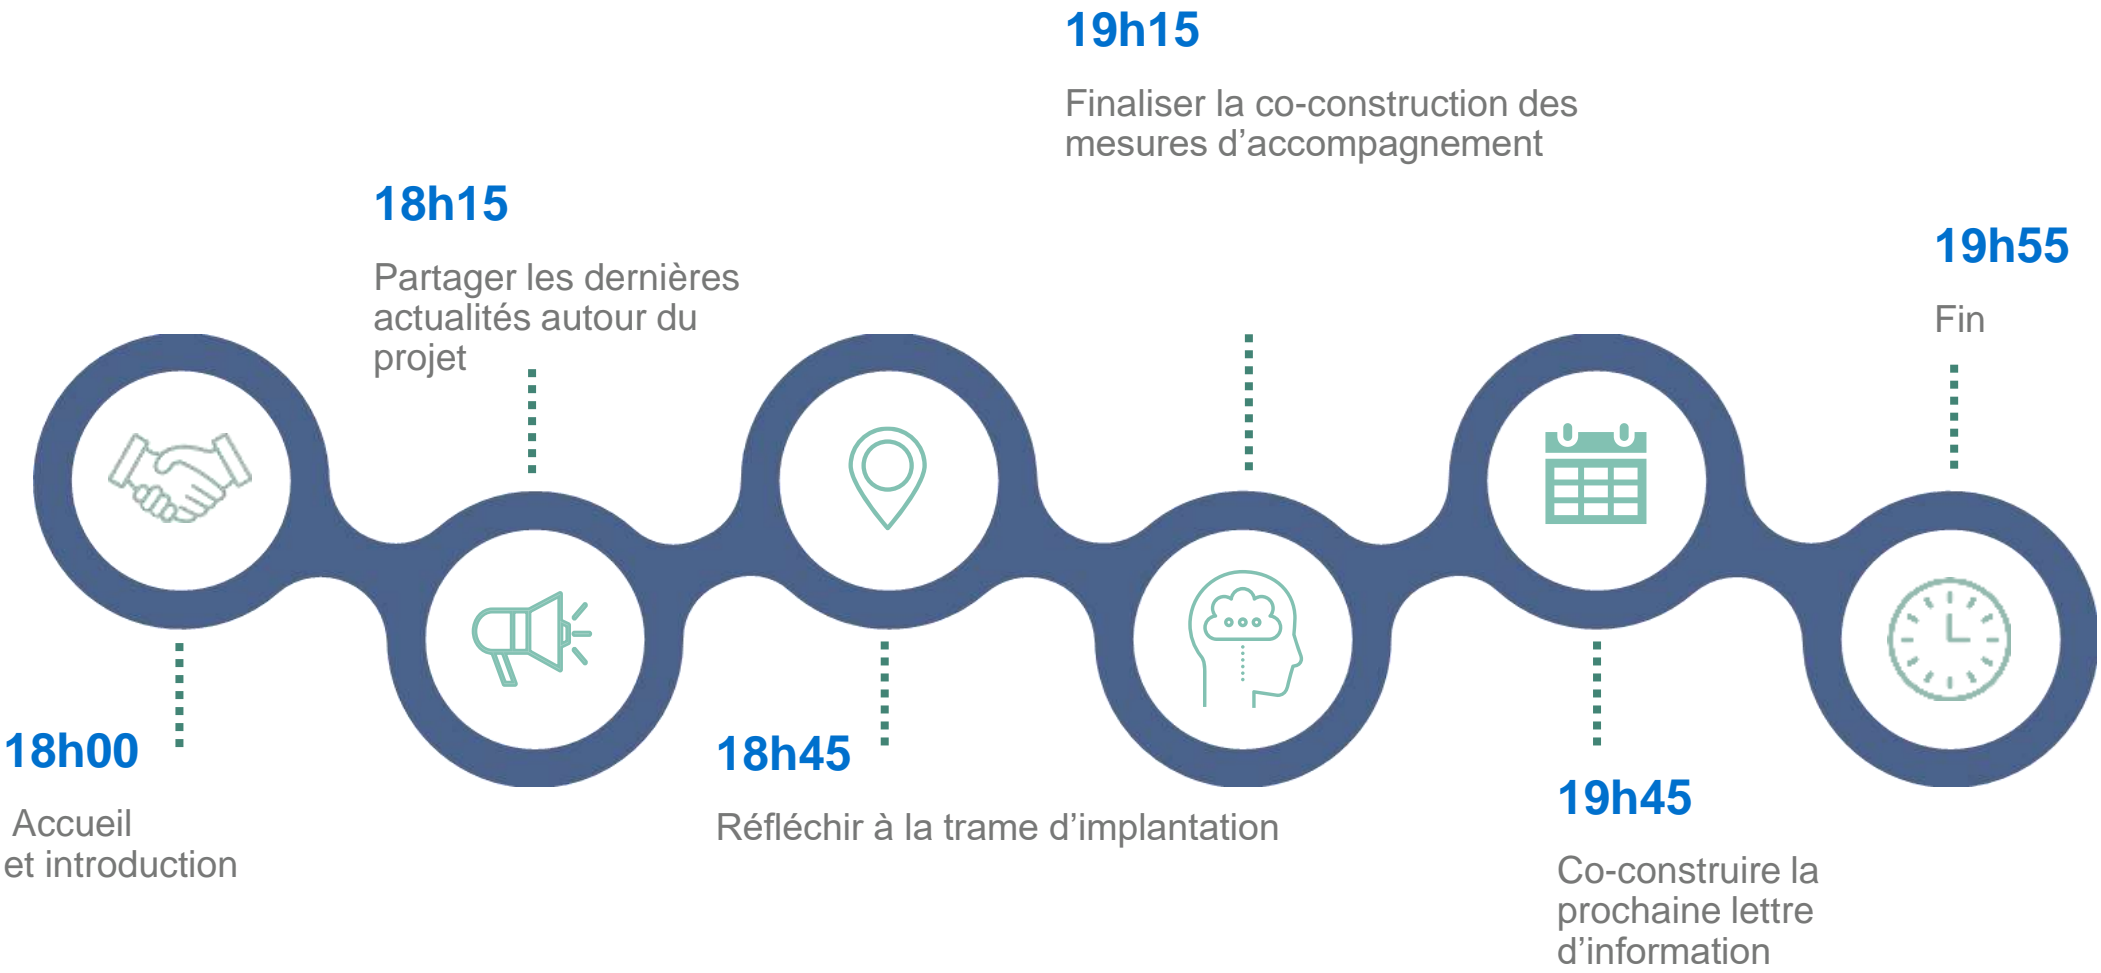 18h00
Accueil
et introduction
18h15
Partager les dernières
actualités autour du
projet
18h45
Réfléchir à la trame d’implantation
19h15
Finaliser la co-construction des
mesures d’accompagnement
19h45
Co-construire la
prochaine lettre
d’information
19h55
Fin